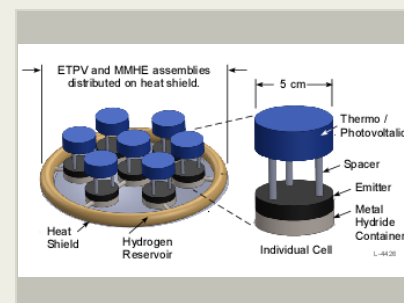 ETPV and MMHE assemblies
distributed on heat shield.
5 cm
Thermo /
Photovoltaic
Spacer
Emitter
Metal
Hydride
Container
Heat
Shield
Hydrogen
Reservoir
Individual Cell
L-4426